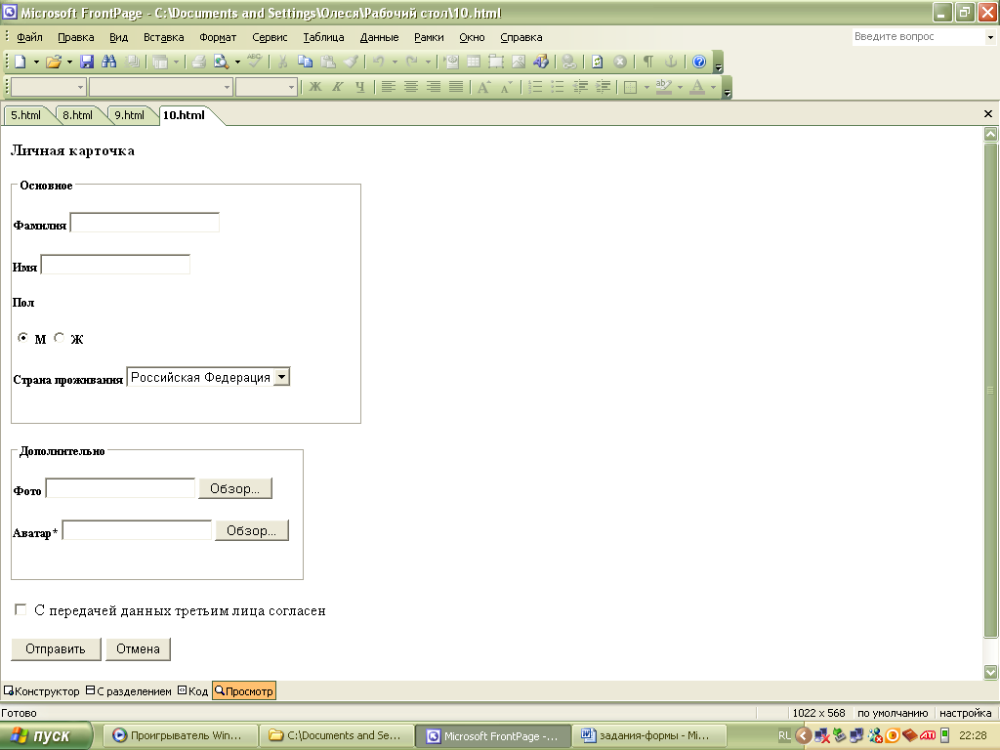 Microsoft FrontPage - C:\Documents and Settings\Олеся\Рабочий стол\10.html
Файл Правка Вид Вставка Формат Сервис Таблица Данные Рамки Окно Справка Введите вопрос
Ж К Ч
5.html 8.html 9.html 10.html
Личная карточка
Основное
Фамилия
Имя
Пол
М Ж
Страна проживания Российская Федерация
Дополнительно
Фото Обзор...
Аватар* Обзор...
С передачей данных третьим лица согласен
Отправить Отмена
Конструктор С разделением Код Просмотр
Готово 1022 x 568 по умолчанию настройка
пуск Проигрыватель Win... C:\Documents and Se... Microsoft FrontPage -... задания-формы - Mi... RL 22:28